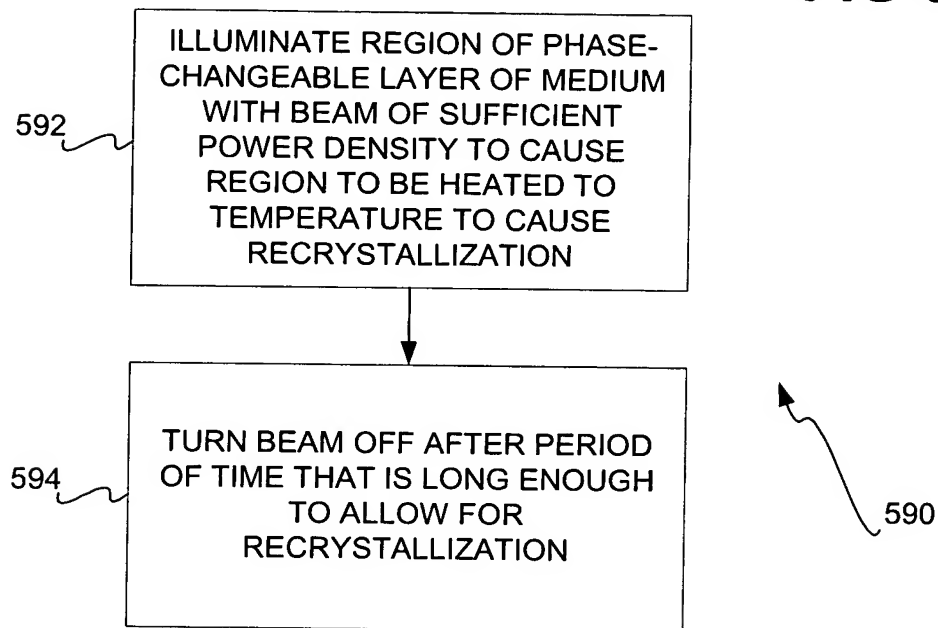 ILLUMINATE REGION OF PHASE-
CHANGEABLE LAYER OF MEDIUM
WITH BEAM OF SUFFICIENT
POWER DENSITY TO CAUSE
REGION TO BE HEATED TO
TEMPERATURE TO CAUSE
RECRYSTALLIZATION
592
TURN BEAM OFF AFTER PERIOD
OF TIME THAT IS LONG ENOUGH
TO ALLOW FOR
RECRYSTALLIZATION
594
590